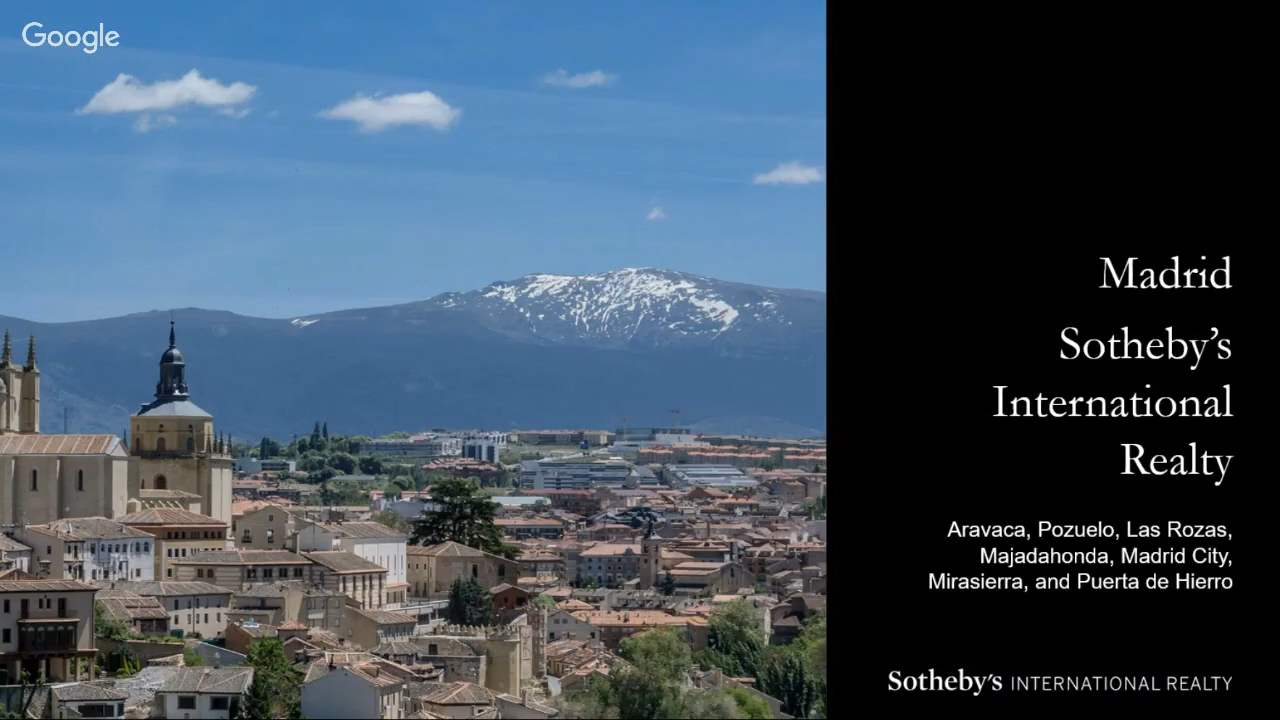 Google
Madrid
Sotheby's
International
Realty
Aravaca, Pozuelo, Las Rozas,
Majadahonda, Madrid City,
Mirasierra, and Puerta de Hierro
Sotheby's INTERNATIONAL REALTY